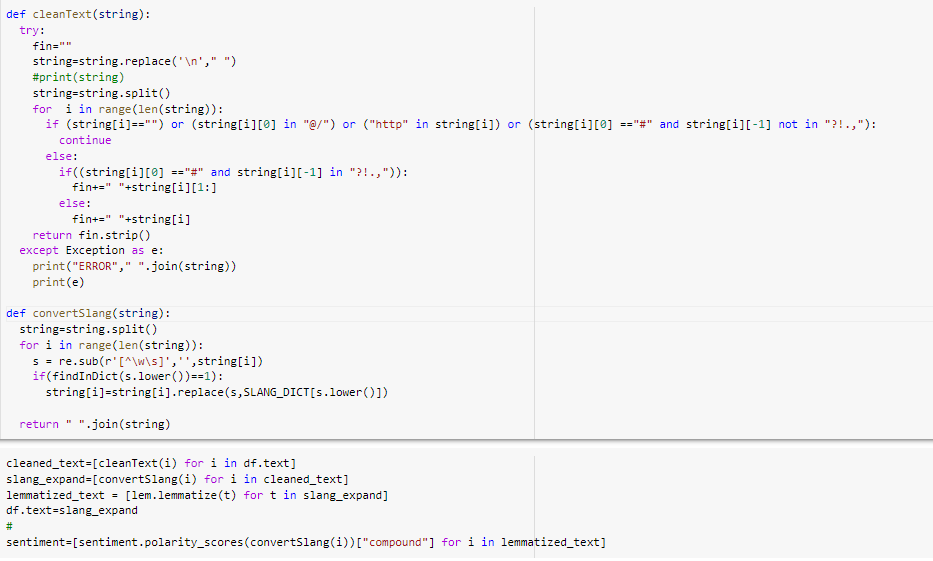 def cleanText(string):
  try:
    fin=""
    string=string.replace('\n'," ")
    #print(string)
    string=string.split()
    for  i in range(len(string)):
      if (string[i]=="") or (string[i][0] in "@/") or ("http" in string[i]) or (string[i][0] =="#" and string[i][-1] not in "?!.,"):
        continue
      else:
        if((string[i][0] =="#" and string[i][-1] in "?!.,")):
          fin+=" "+string[i][1:]
        else:
          fin+=" "+string[i]
    return fin.strip()
  except Exception as e:
    print("ERROR"," ".join(string))
    print(e)

def convertSlang(string):
  string=string.split()
  for i in range(len(string)):
    s = re.sub(r'[^\w\s]','',string[i])
    if(findInDict(s.lower())==1):
      string[i]=string[i].replace(s,SLANG_DICT[s.lower()])

  return " ".join(string)

cleaned_text=[cleanText(i) for i in df.text]
slang_expand=[convertSlang(i) for i in cleaned_text]
lemmatized_text = [lem.lemmatize(t) for t in slang_expand]
df.text=slang_expand
#
sentiment=[sentiment.polarity_scores(convertSlang(i))["compound"] for i in lemmatized_text]